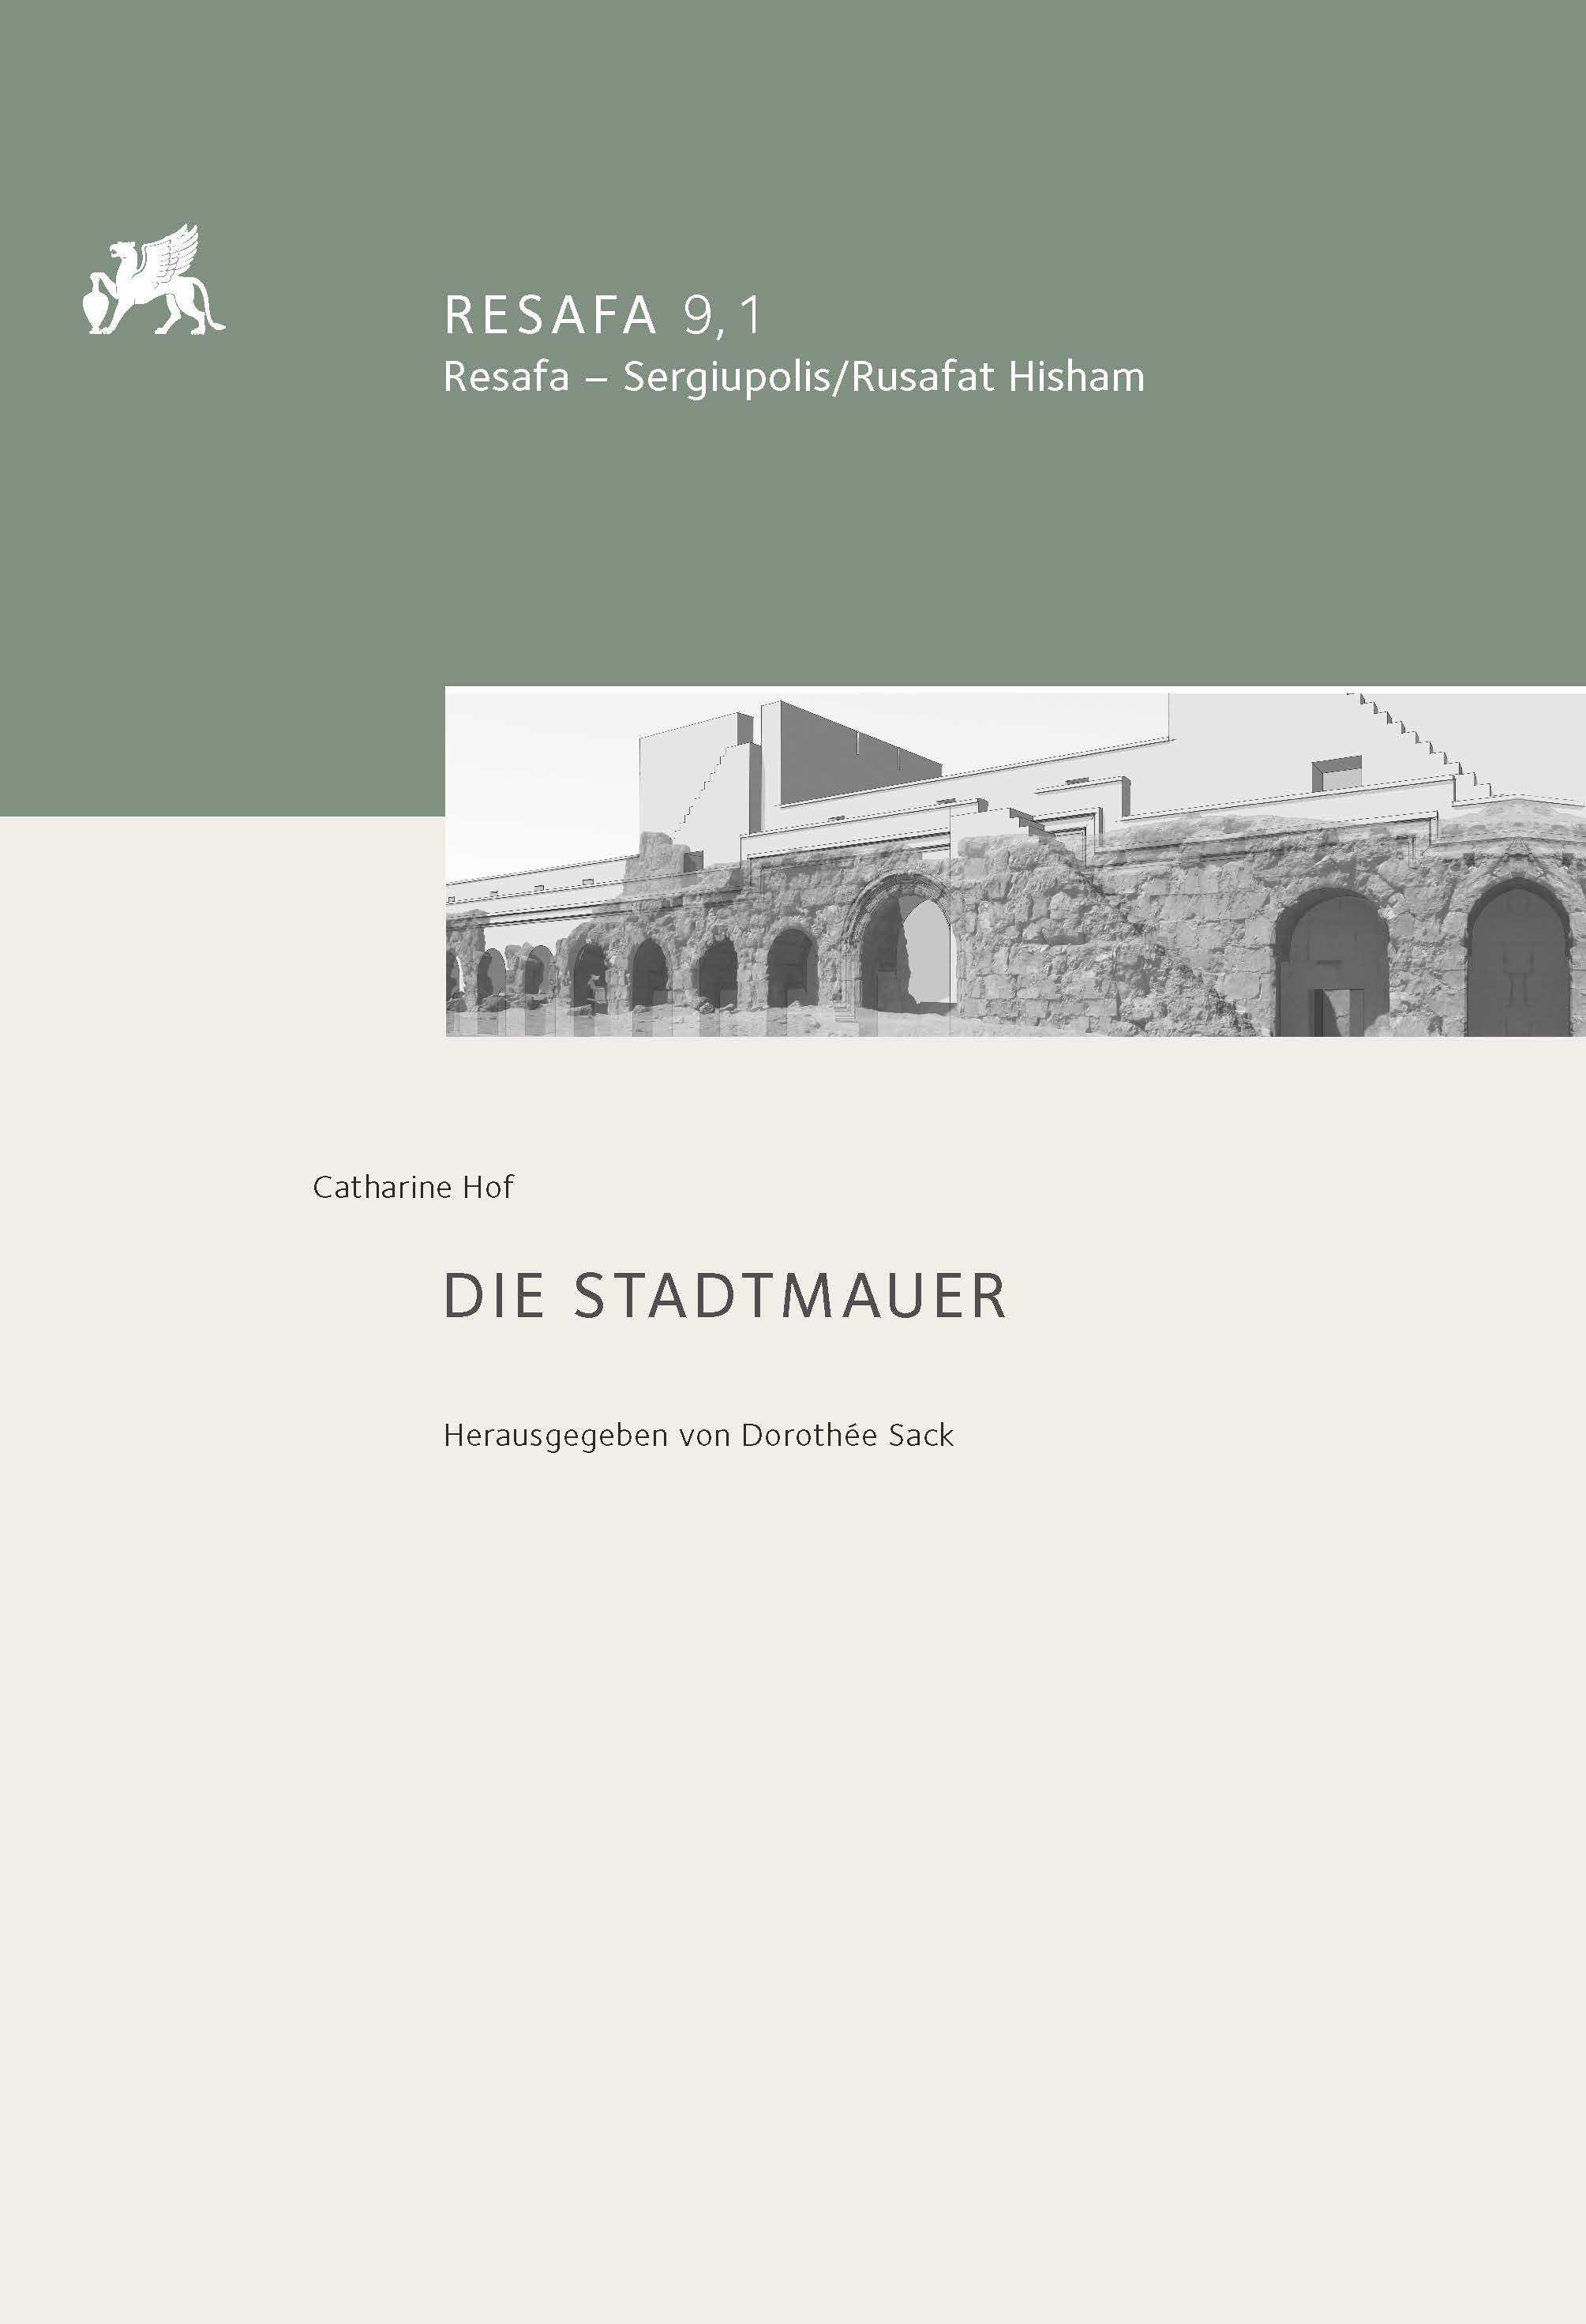 RESAFA 9,1
Resafa – Sergiupolis/Rusafat Hisham
Catharine Hof
DIE STADTMAUER
Herausgegeben von Dorothée Sack